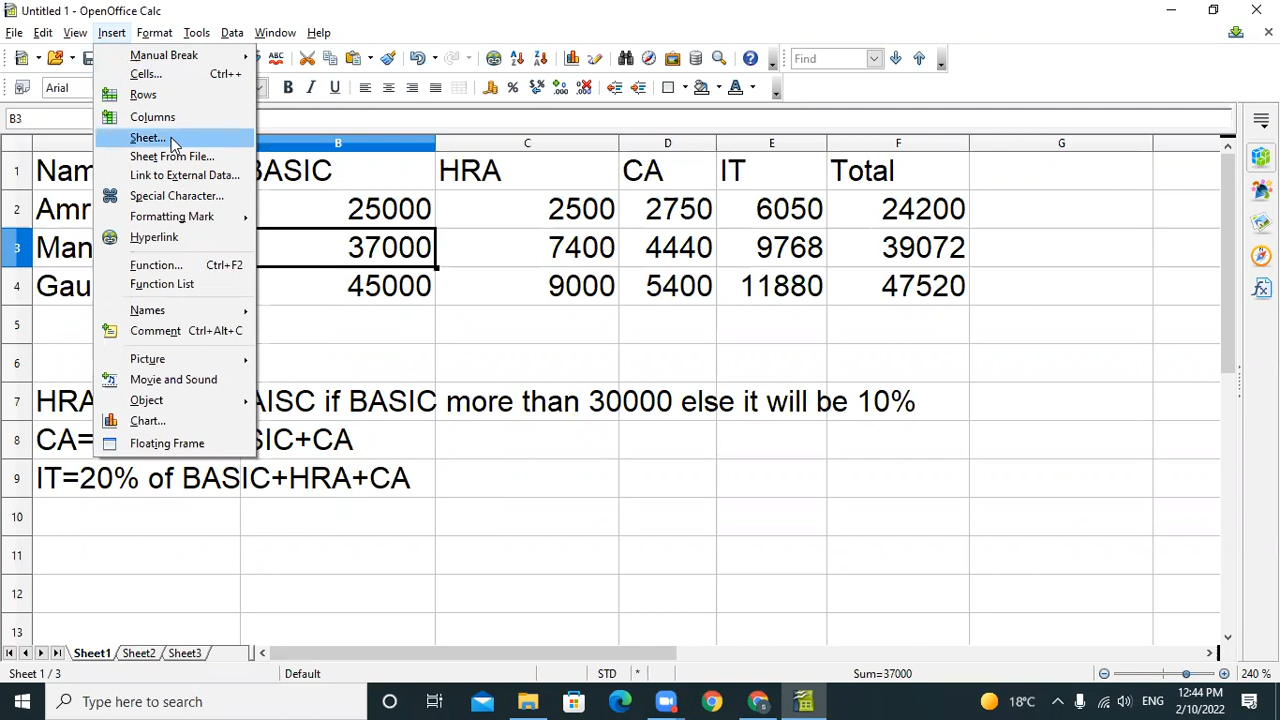 Untitled 1 - OpenOffice Calc
File Edit View Insert Format Tools Data Window Help
Find
Arial
B3
Manual Break
Cells... Ctrl++
Rows
Columns
Sheet...
Sheet From File...
Link to External Data...
Special Character...
Formatting Mark
Hyperlink
Function... Ctrl+F2
Function List
Names
Comment Ctrl+Alt+C
Picture
Movie and Sound
Object
Chart...
Floating Frame
B C D E F G
1 Nam BASIC HRA CA IT Total
2 Amr 25000 2500 2750 6050 24200
3 Man 37000 7400 4440 9768 39072
4 Gau 45000 9000 5400 11880 47520
5
6
7 HRA AISC if BASIC more than 30000 else it will be 10%
8 CA= SIC+CA
9 IT=20% of BASIC+HRA+CA
10
11
12
13
Sheet1 Sheet2 Sheet3
Sheet 1 / 3 Default STD * Sum=37000 240 %
Type here to search
18°C ENG 12:44 PM
2/10/2022